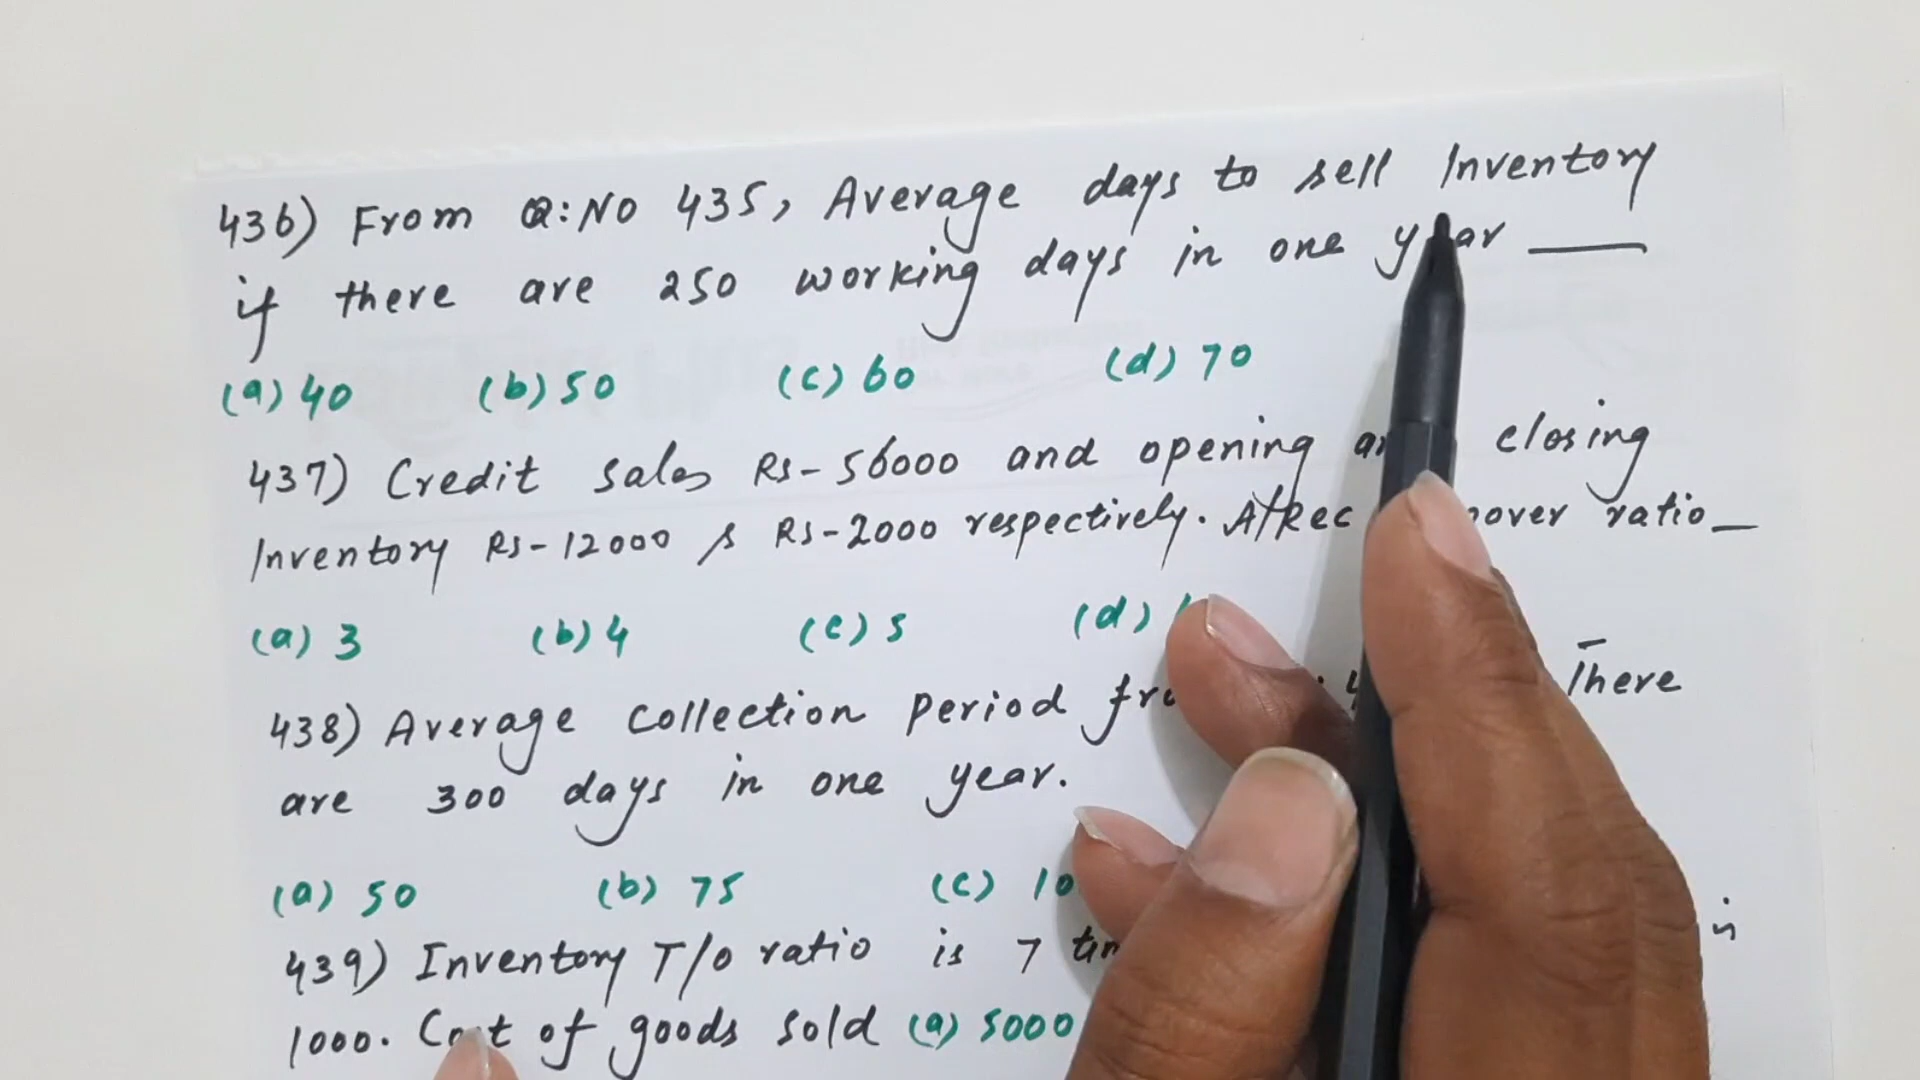 436) From Q:NO 435, Average days to sell Inventory
if there are 250 working days in one year ____
(a) 40 (b) 50 (c) 60 (d) 70
437) Credit sales Rs-56000 and opening closing
Inventory Rs-12000 & Rs-2000 respectively. A/Rec ratio_
(a) 3 (b) 4 (c) 5 (d)
438) Average collection period There
are 300 days in one year.
(a) 50 (b) 75 (c)
439) Inventory T/o ratio is 7
1000. Cost of goods sold (a) 5000